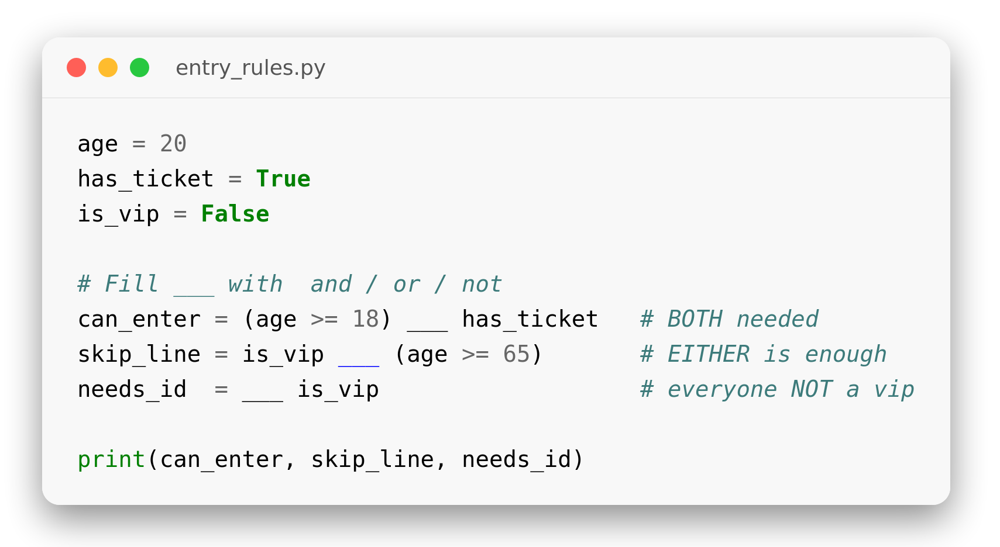 entry_rules.py
age = 20
has_ticket = True
is_vip = False
# Fill ___ with  and / or / not
can_enter = (age >= 18) ___ has_ticket   # BOTH needed
skip_line = is_vip ___ (age >= 65)       # EITHER is enough
needs_id  = ___ is_vip                   # everyone NOT a vip
print(can_enter, skip_line, needs_id)